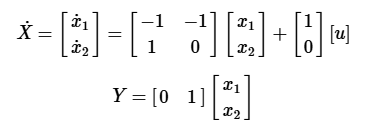 Ẋ = [ẋ₁ ẋ₂] = [−1 −1; 1 0] [x₁ x₂] + [1 0] [u]
Y = [0 1] [x₁ x₂]